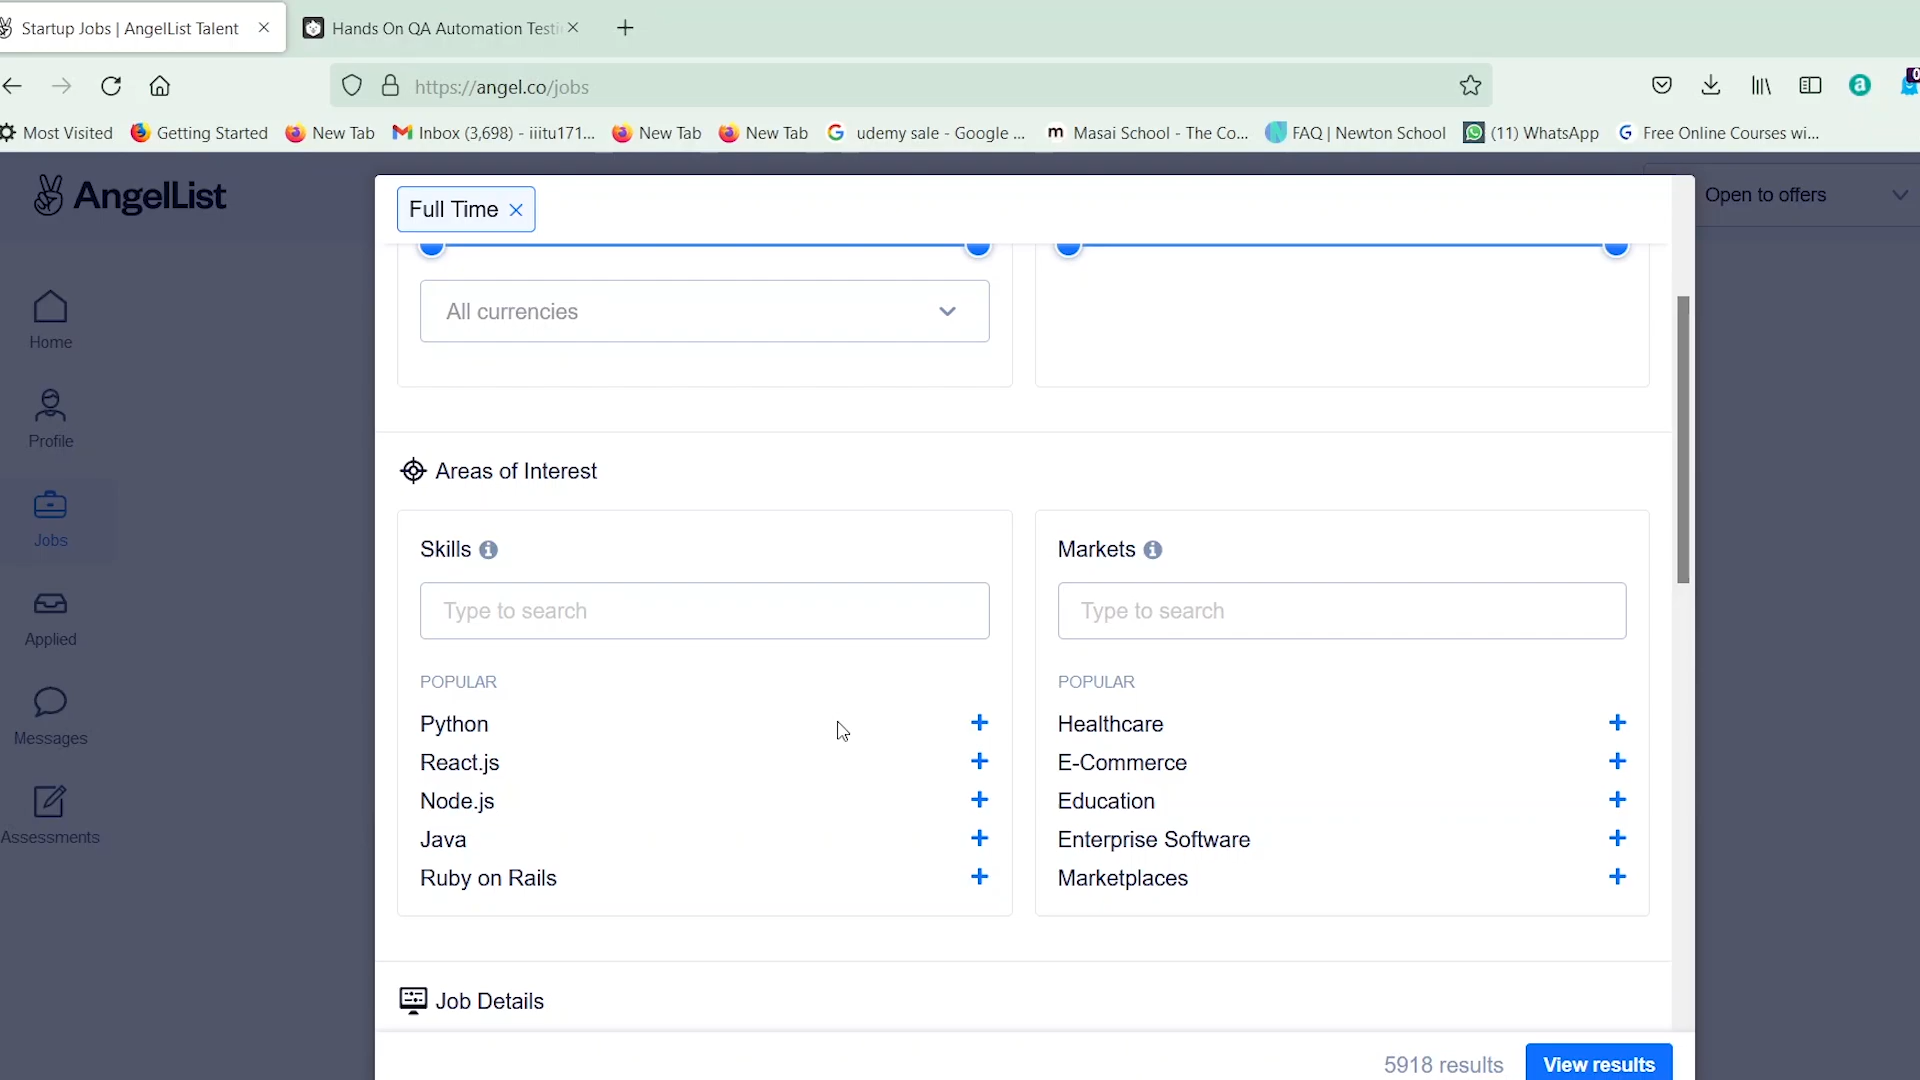 Startup Jobs | AngelList Talent
Hands On QA Automation Testi
https://angel.co/jobs
Most Visited
Getting Started
New Tab
Inbox (3,698) - iiitu171...
New Tab
New Tab
udemy sale - Google ...
Masai School - The Co...
FAQ | Newton School
(11) WhatsApp
Free Online Courses wi...
AngelList
Full Time
Open to offers
All currencies
Home
Profile
Jobs
Applied
Messages
Assessments
Areas of Interest
Skills
Type to search
POPULAR
Python
React.js
Node.js
Java
Ruby on Rails
Markets
Type to search
POPULAR
Healthcare
E-Commerce
Education
Enterprise Software
Marketplaces
Job Details
5918 results
View results